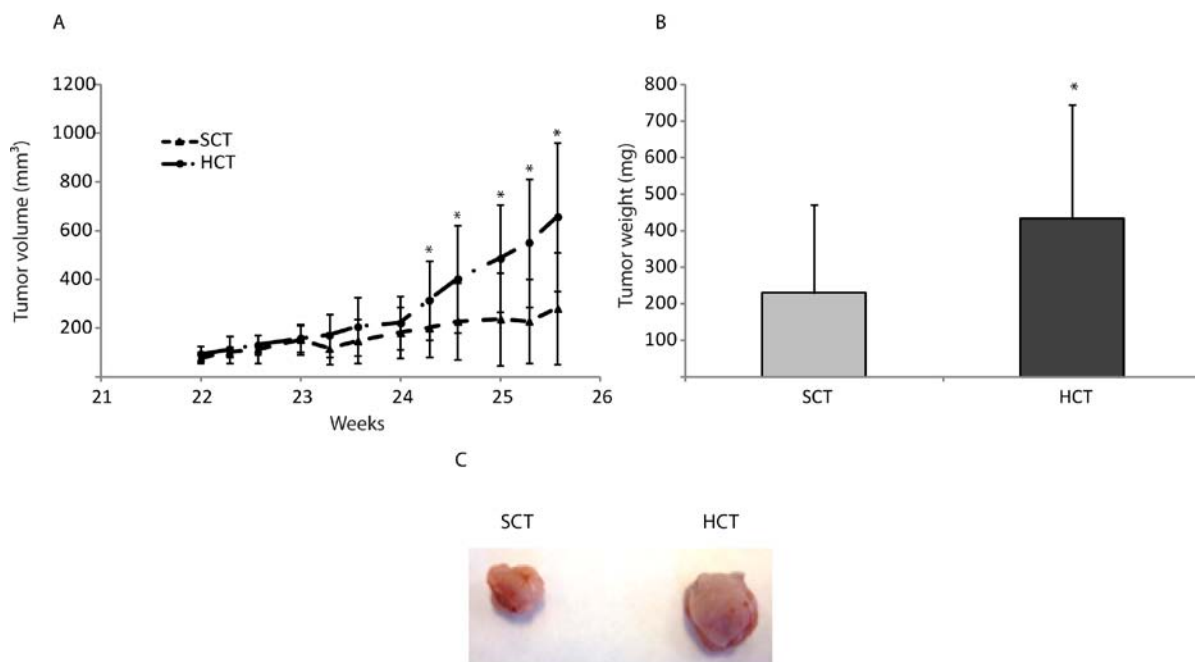 A
B
1200
1000
800
600
400
200
SCT
HCT
*
*
*
*
*
Tumor volume (mm³)
21
22
23
24
25
26
Weeks
800
700
600
500
400
300
200
100
*
Tumor weight (mg)
SCT
HCT
C
SCT
HCT